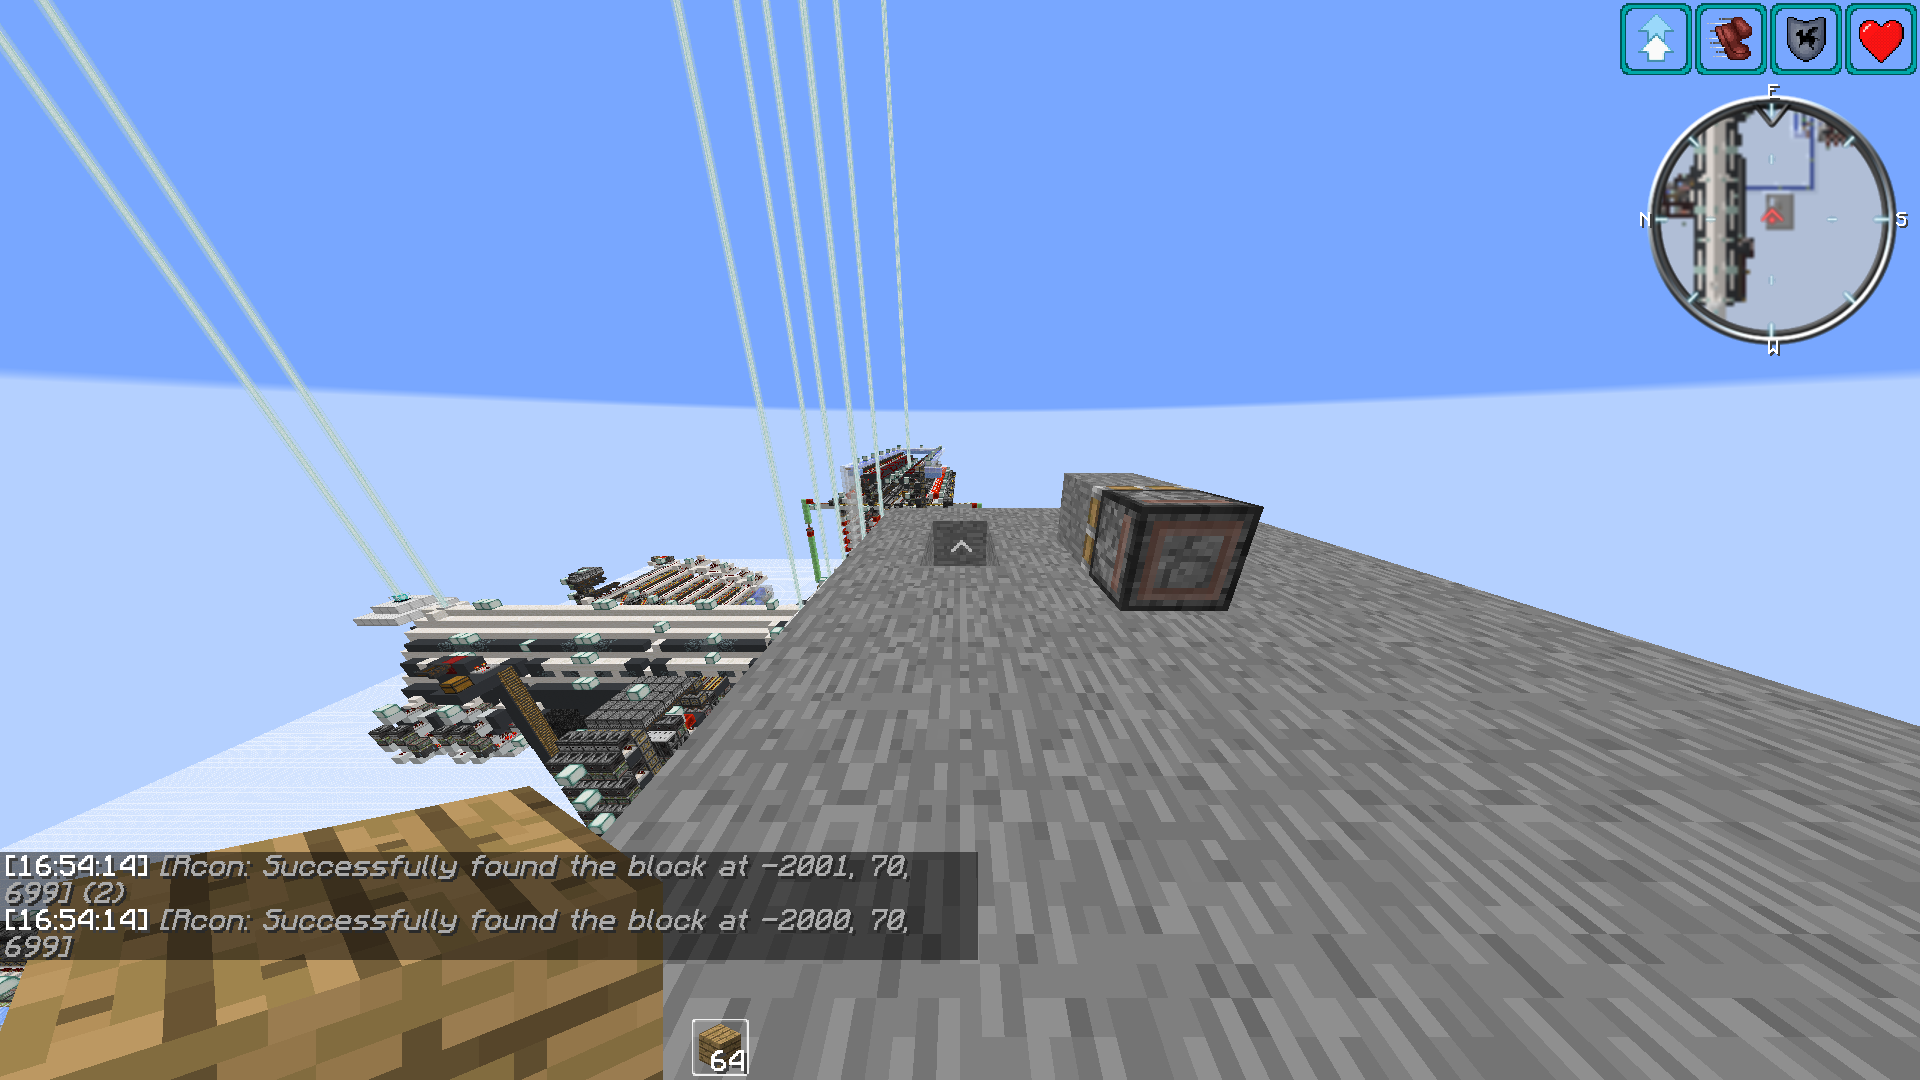 E
N
S
W
[16:54:14] [Rcon: Successfully found the block at -2001, 70,
699] (2)
[16:54:14] [Rcon: Successfully found the block at -2000, 70,
699]
64